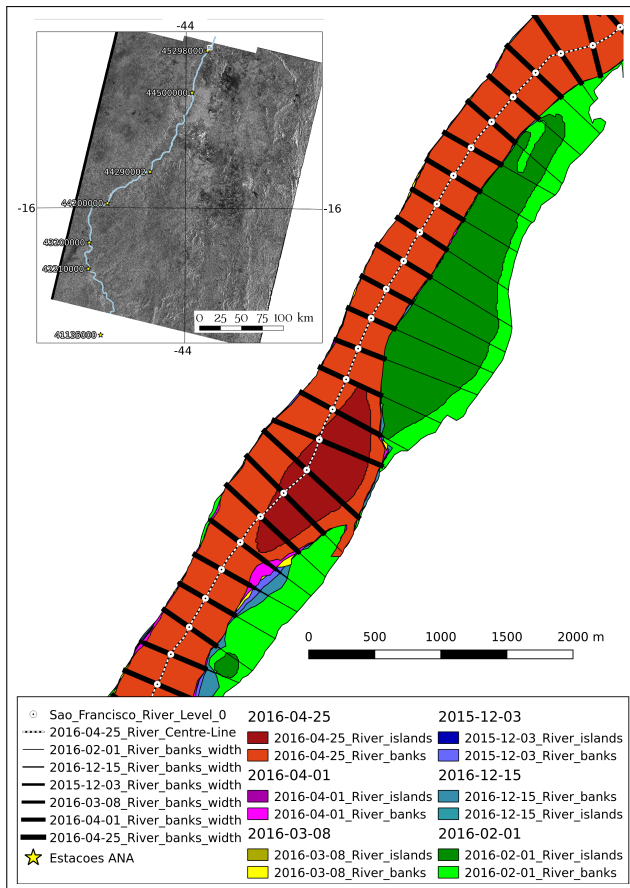 -44
45298000
44500000
44290002
44200000
-16
-16
43200000
43210000
0 25 50 75 100 km
41135000
-44
0 500 1000 1500 2000 m
Sao_Francisco_River_Level_0
2016-04-25_River_Centre-Line
2016-02-01_River_banks_width
2016-12-15_River_banks_width
2015-12-03_River_banks_width
2016-03-08_River_banks_width
2016-04-01_River_banks_width
2016-04-25_River_banks_width
Estacoes ANA
2016-04-25
2016-04-25_River_islands
2016-04-25_River_banks
2016-04-01
2016-04-01_River_islands
2016-04-01_River_banks
2016-03-08
2016-03-08_River_islands
2016-03-08_River_banks
2015-12-03
2015-12-03_River_islands
2015-12-03_River_banks
2016-12-15
2016-12-15_River_banks
2016-12-15_River_islands
2016-02-01
2016-02-01_River_islands
2016-02-01_River_banks